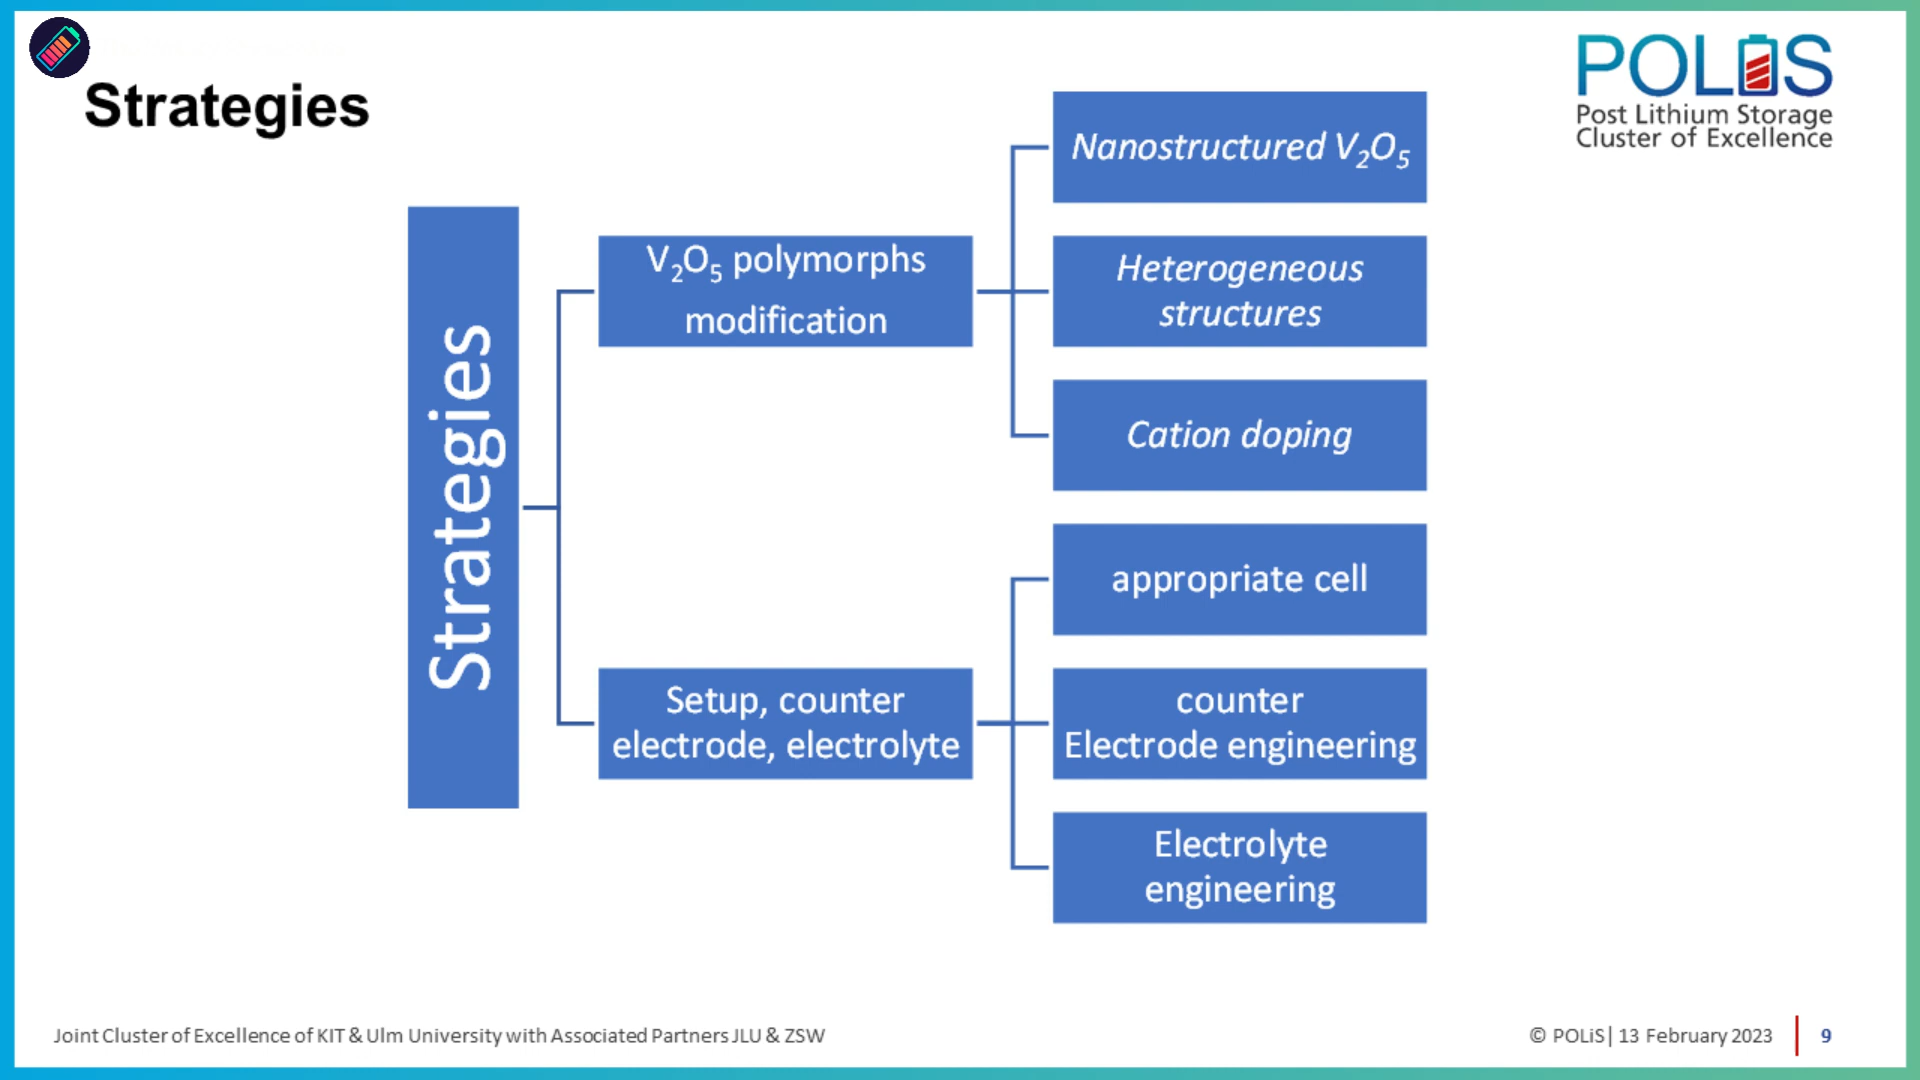 Strategies
POLiS
Post Lithium Storage
Cluster of Excellence
Strategies
V₂O₅ polymorphs
modification
Nanostructured V₂O₅
Heterogeneous
structures
Cation doping
Setup, counter
electrode, electrolyte
appropriate cell
counter
Electrode engineering
Electrolyte
engineering
Joint Cluster of Excellence of KIT & Ulm University with Associated Partners JLU & ZSW
© POLiS| 13 February 2023
9